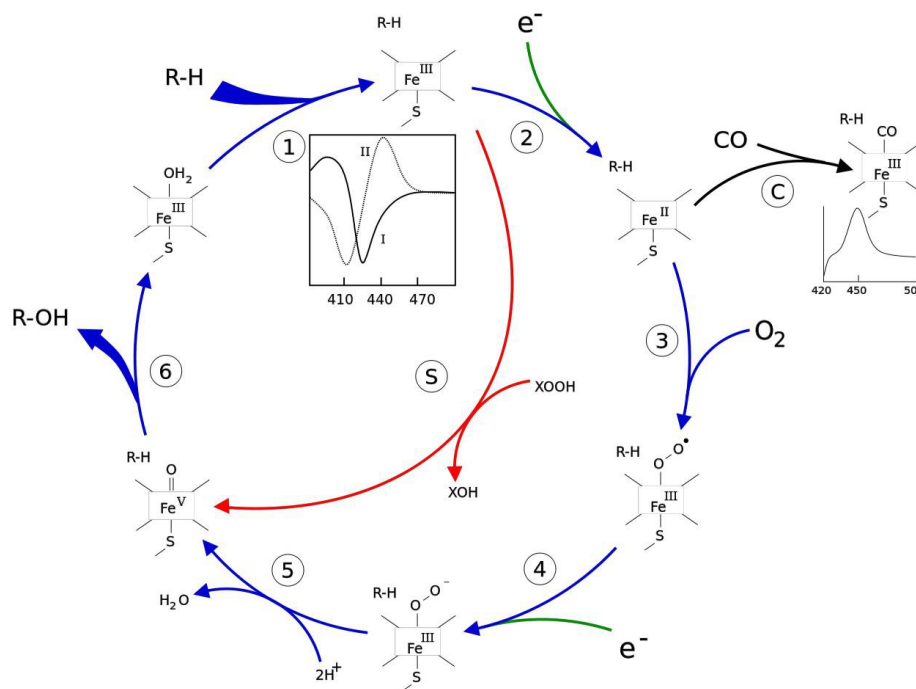 R-H
Fe III
S
e-
R-H
1
2
II
I
410 440 470
OH2
Fe III
S
R-H
Fe II
S
CO
C
R-H
CO
Fe III
S
420 450 50
3
O2
R-OH
6
S
XOOH
XOH
R-H
O
Fe V
S
R-H
O O•
Fe III
S
4
e-
5
H2O
2H+
R-H
O O-
Fe III
S